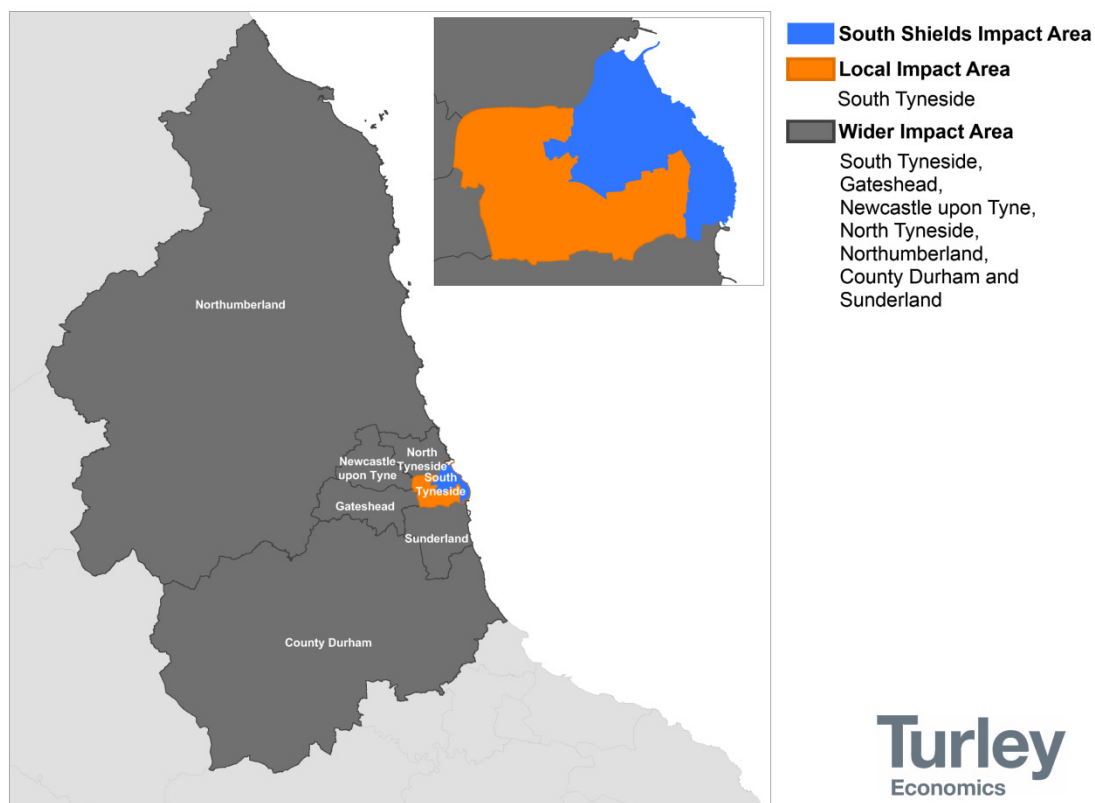 South Shields Impact Area
Local Impact Area
South Tyneside
Wider Impact Area
South Tyneside,
Gateshead,
Newcastle upon Tyne,
North Tyneside,
Northumberland,
County Durham and
Sunderland
Northumberland
North
Tyneside
Newcastle
upon Tyne
South
Tyneside
Gateshead
Sunderland
County Durham
Turley
Economics